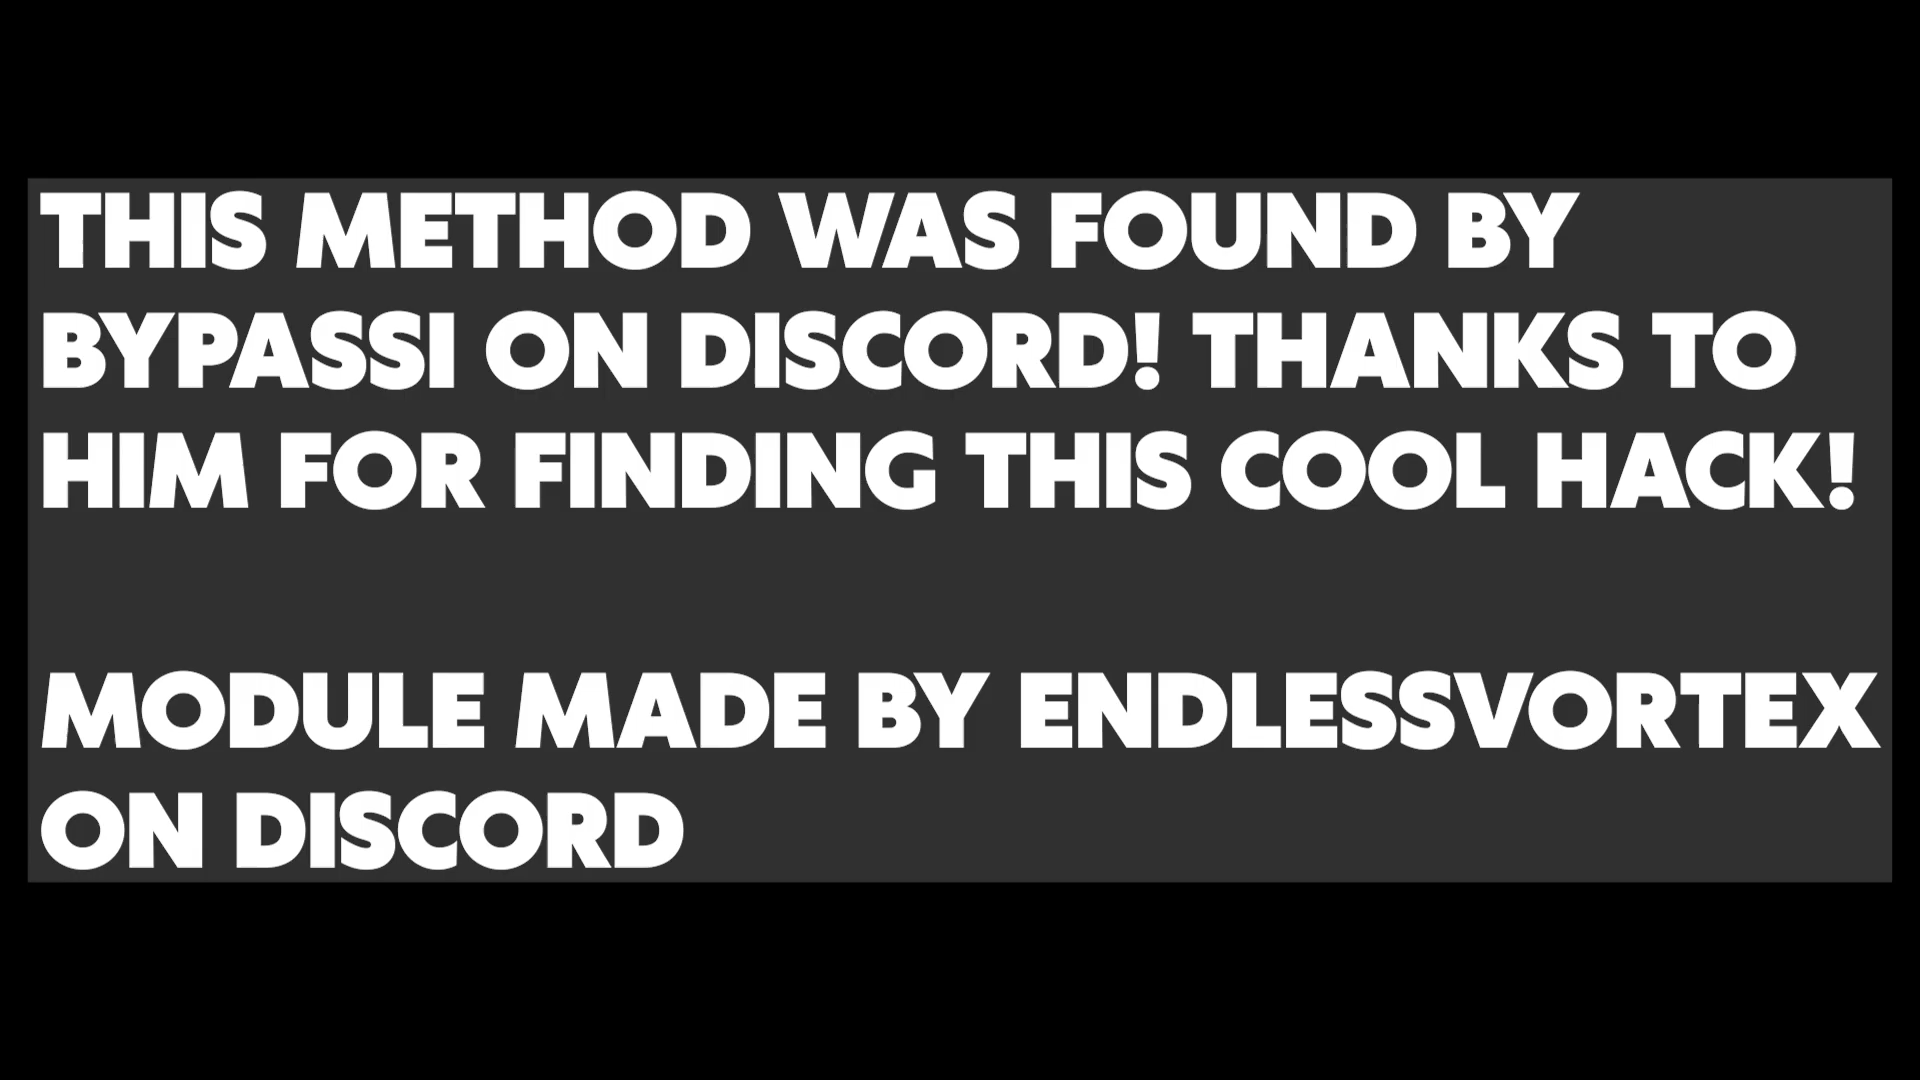 THIS METHOD WAS FOUND BY
BYPASSI ON DISCORD! THANKS TO
HIM FOR FINDING THIS COOL HACK!
MODULE MADE BY ENDLESSVORTEX
ON DISCORD